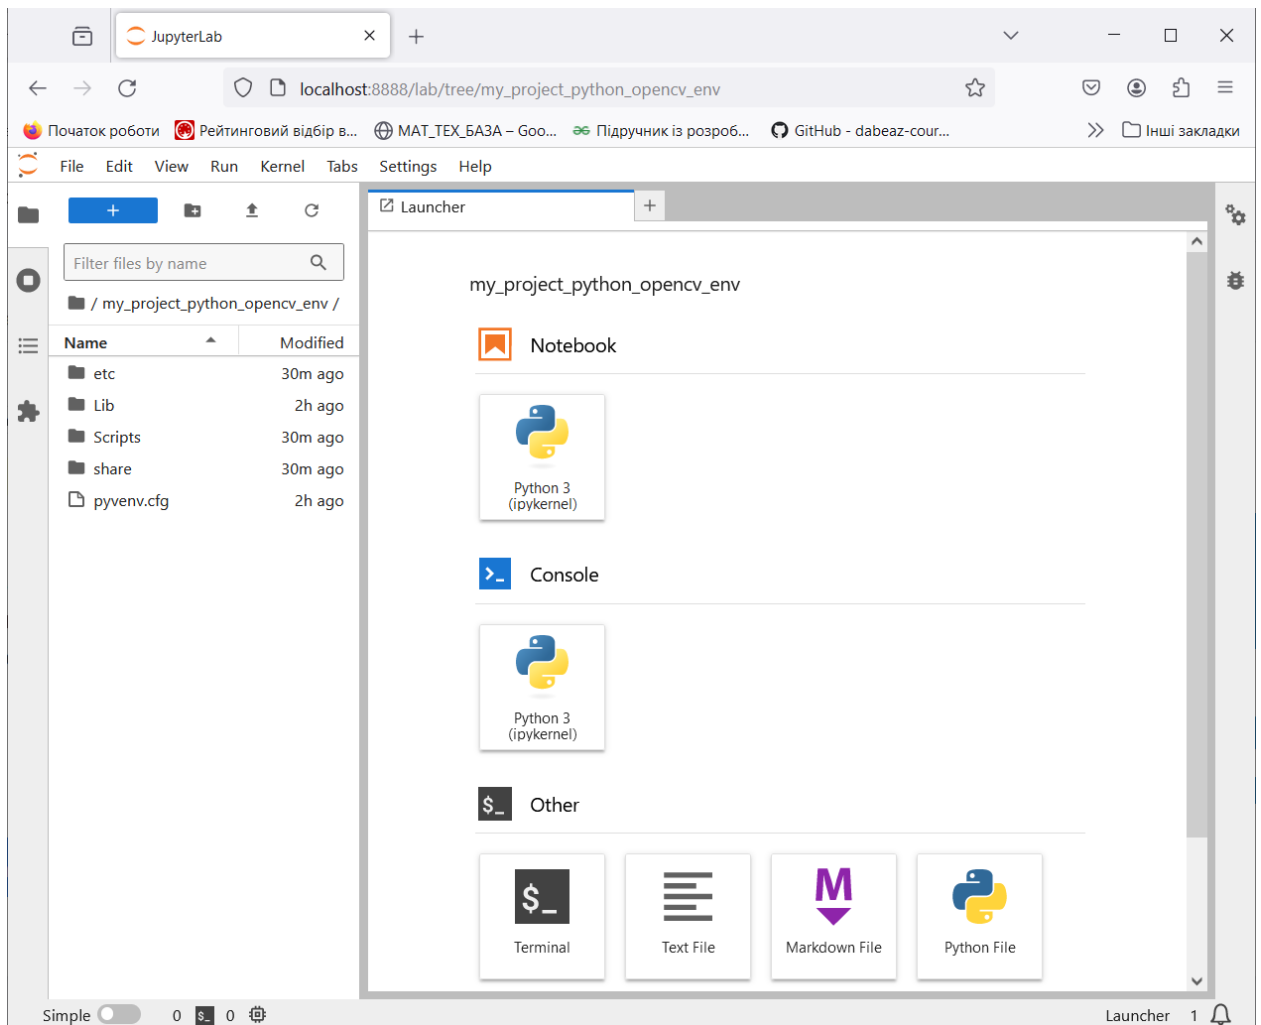 JupyterLab
localhost:8888/lab/tree/my_project_python_opencv_env
Початок роботи Рейтинговий відбір в... MAT_TEX_БАЗА – Goo... Підручник із розроб... GitHub - dabeaz-cour... Інші закладки
File Edit View Run Kernel Tabs Settings Help
+
Filter files by name
/ my_project_python_opencv_env /
Name Modified
etc 30m ago
Lib 2h ago
Scripts 30m ago
share 30m ago
pyvenv.cfg 2h ago
Launcher
my_project_python_opencv_env
Notebook
Python 3
(ipykernel)
Console
Python 3
(ipykernel)
$_ Other
$_
Terminal
Text File
M
Markdown File
Python File
Simple 0 $_ 0 Launcher 1